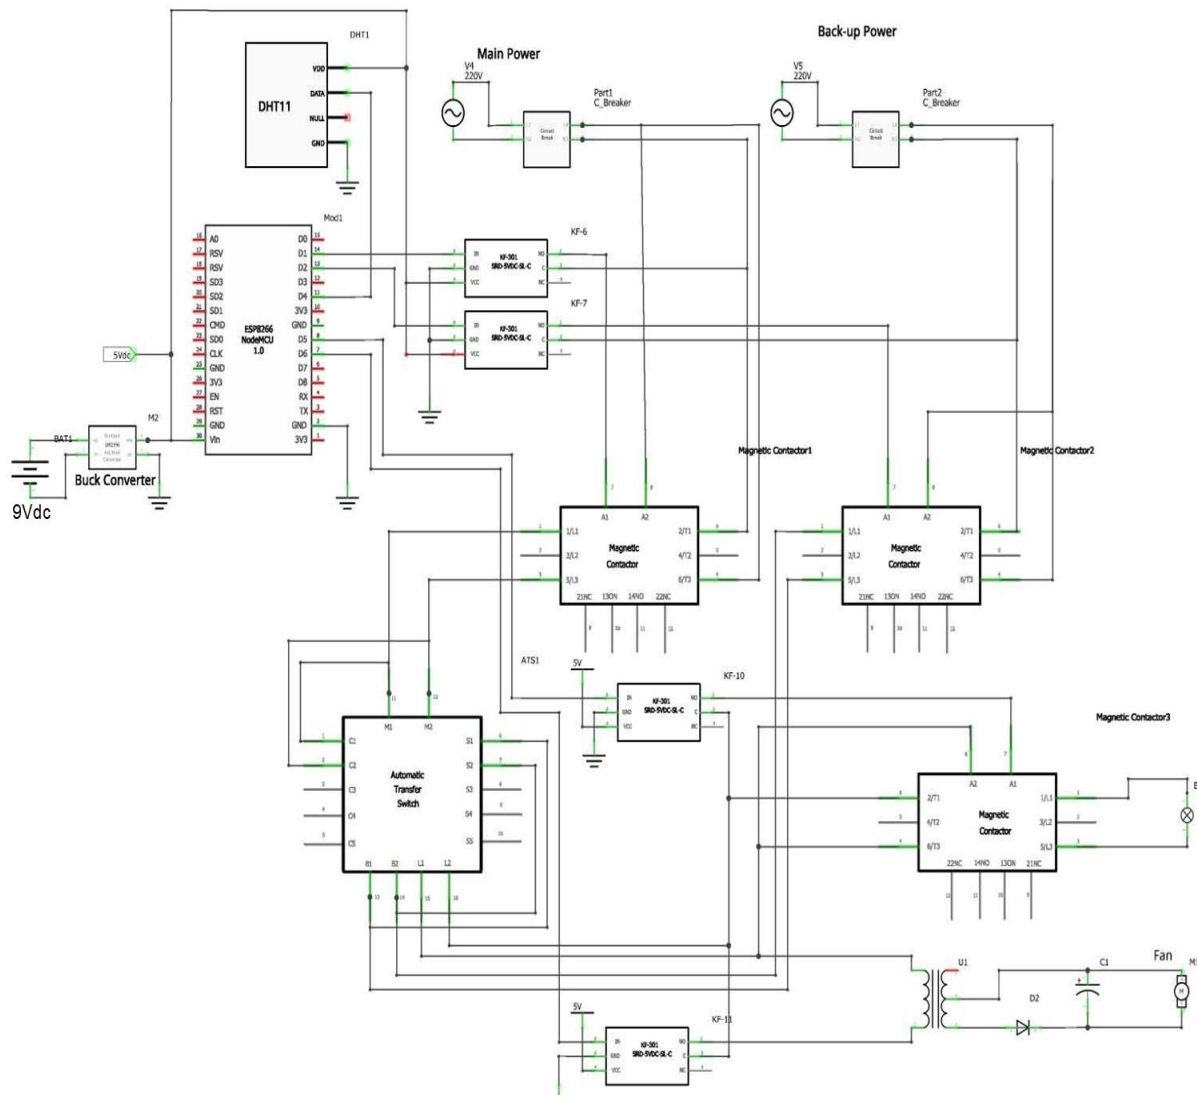 DHT1
VDD
DATA
NULL
GND
DHT11
Main Power
V4
220V
Part1
C_Breaker
Circuit
Break
Back-up Power
V5
220V
Part2
C_Breaker
Circuit
Break
Mod1
A0
RSV
RSV
SD3
SD2
SD1
CMD
SD0
CLK
GND
3V3
EN
RST
GND
Vin
ESP8266
NodeMCU
1.0
D0
D1
D2
D3
D4
3V3
GND
D5
D6
D7
D8
RX
TX
GND
3V3
KF-6
KF-301
SRD-5VDC-SL-C
IN
GND
VCC
NO
C
NC
KF-7
KF-301
SRD-5VDC-SL-C
IN
GND
VCC
NO
C
NC
5Vdc
M2
BAT1
Buck Converter
9Vdc
Magnetic Contactor1
A1
A2
1/L1
3/L2
5/L3
Magnetic
Contactor
2/T1
4/T2
6/T3
21NC
13ON
14NO
22NC
Magnetic Contactor2
A1
A2
1/L1
3/L2
5/L3
Magnetic
Contactor
2/T1
4/T2
6/T3
21NC
13ON
14NO
22NC
ATS1
M1
M2
C1
C2
C3
C4
C5
Automatic
Transfer
Switch
S1
S2
S3
S4
S5
B1
B2
L1
L2
5V
KF-10
KF-301
SRD-5VDC-SL-C
IN
GND
VCC
NO
C
NC
Magnetic Contactor3
A2
A1
2/T1
4/T2
6/T3
Magnetic
Contactor
1/L1
3/L2
5/L3
22NC
14NO
13ON
21NC
U1
D2
C1
Fan
M
5V
KF-11
KF-301
SRD-5VDC-SL-C
IN
GND
VCC
NO
C
NC